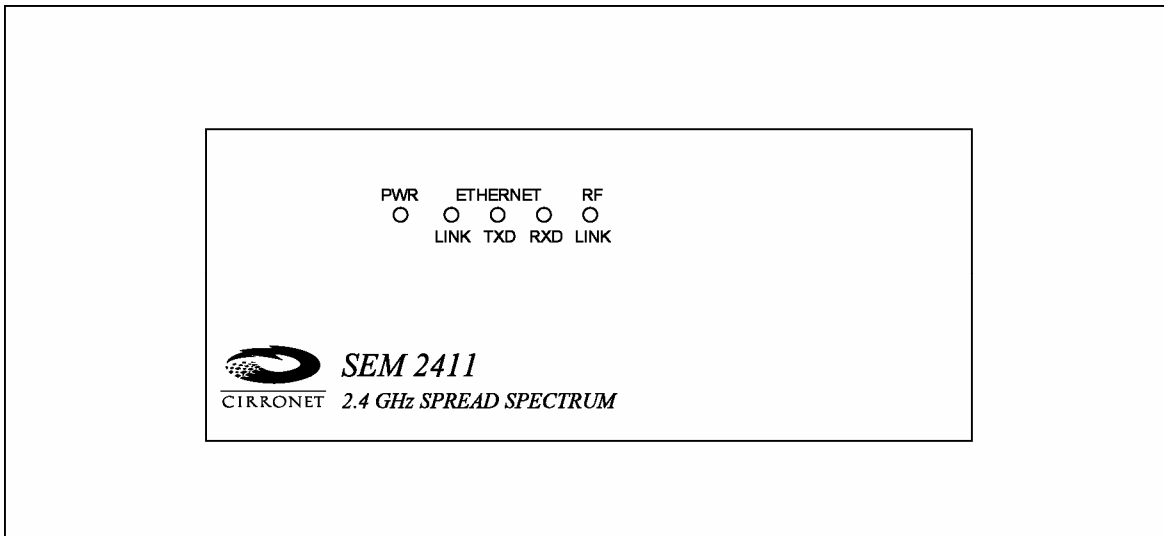 PWR ETHERNET RF
LINK TXD RXD LINK
SEM 2411
CIRRONET 2.4 GHz SPREAD SPECTRUM